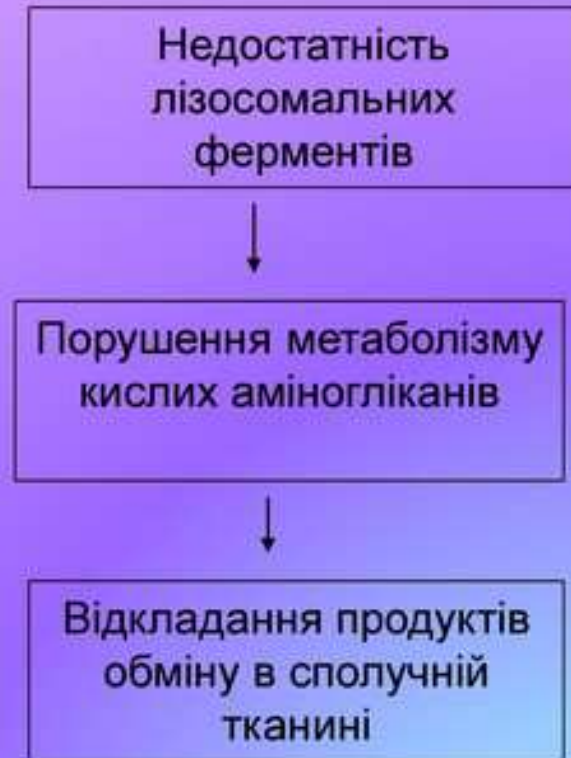 Недостатність
лізосомальних
ферментів
Порушення метаболізму
кислих аміногліканів
Відкладання продуктів
обміну в сполучній
тканині